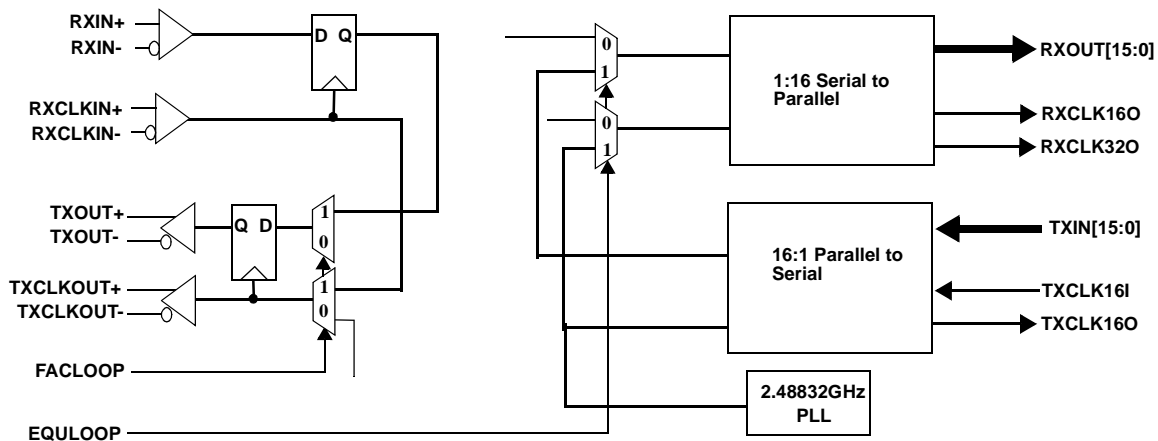 RXIN+
RXIN-
D Q
RXCLKIN+
RXCLKIN-
TXOUT+
TXOUT-
Q D
1
0
TXCLKOUT+
TXCLKOUT-
1
0
FACLOOP
EQULOOP
0
1
0
1
1:16 Serial to
Parallel
RXOUT[15:0]
RXCLK16O
RXCLK32O
16:1 Parallel to
Serial
TXIN[15:0]
TXCLK16I
TXCLK16O
2.48832GHz
PLL